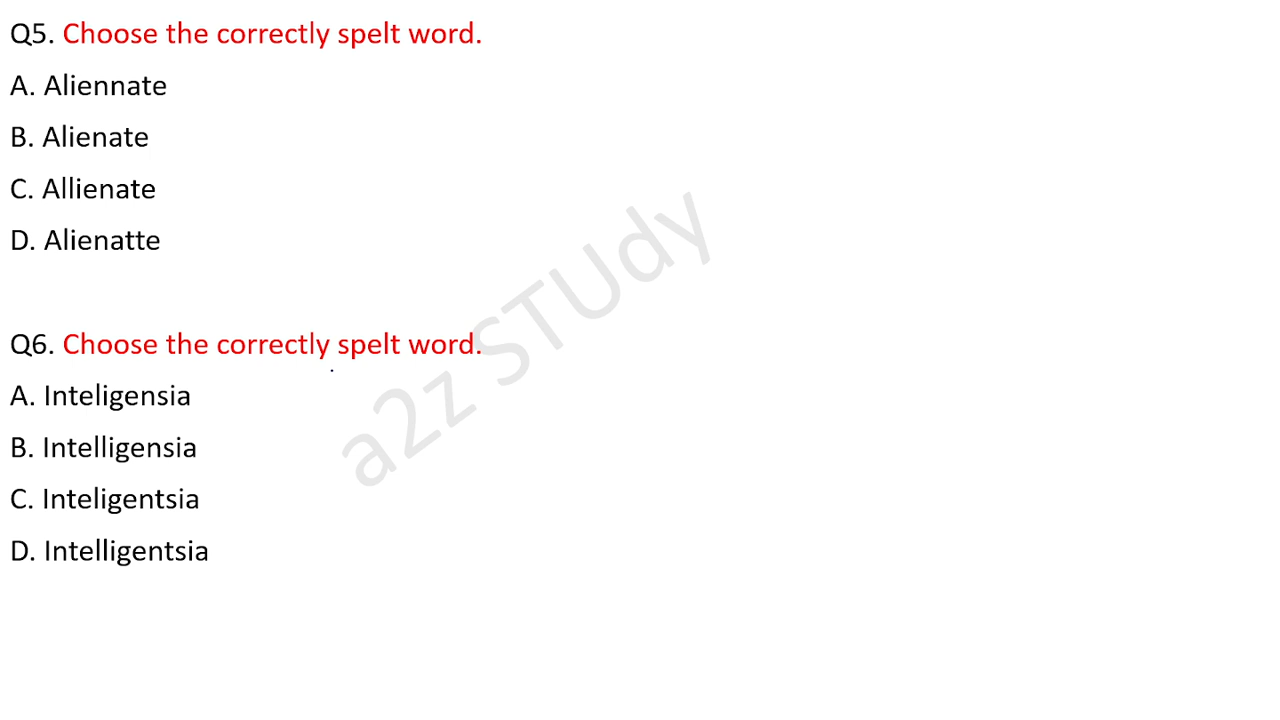 Q5. Choose the correctly spelt word.
A. Aliennate
B. Alienate
C. Allienate
D. Alienatte
Q6. Choose the correctly spelt word.
A. Inteligensia
B. Intelligensia
C. Inteligentsia
D. Intelligentsia
a2z STUdy